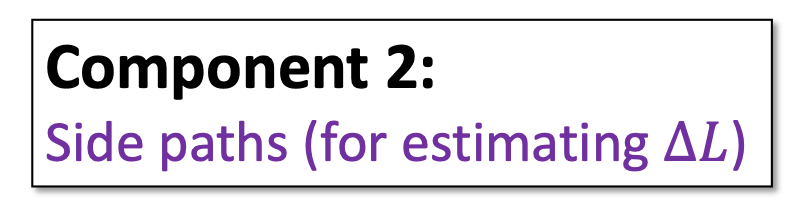 Component 2:
Side paths (for estimating Δ𝐿)